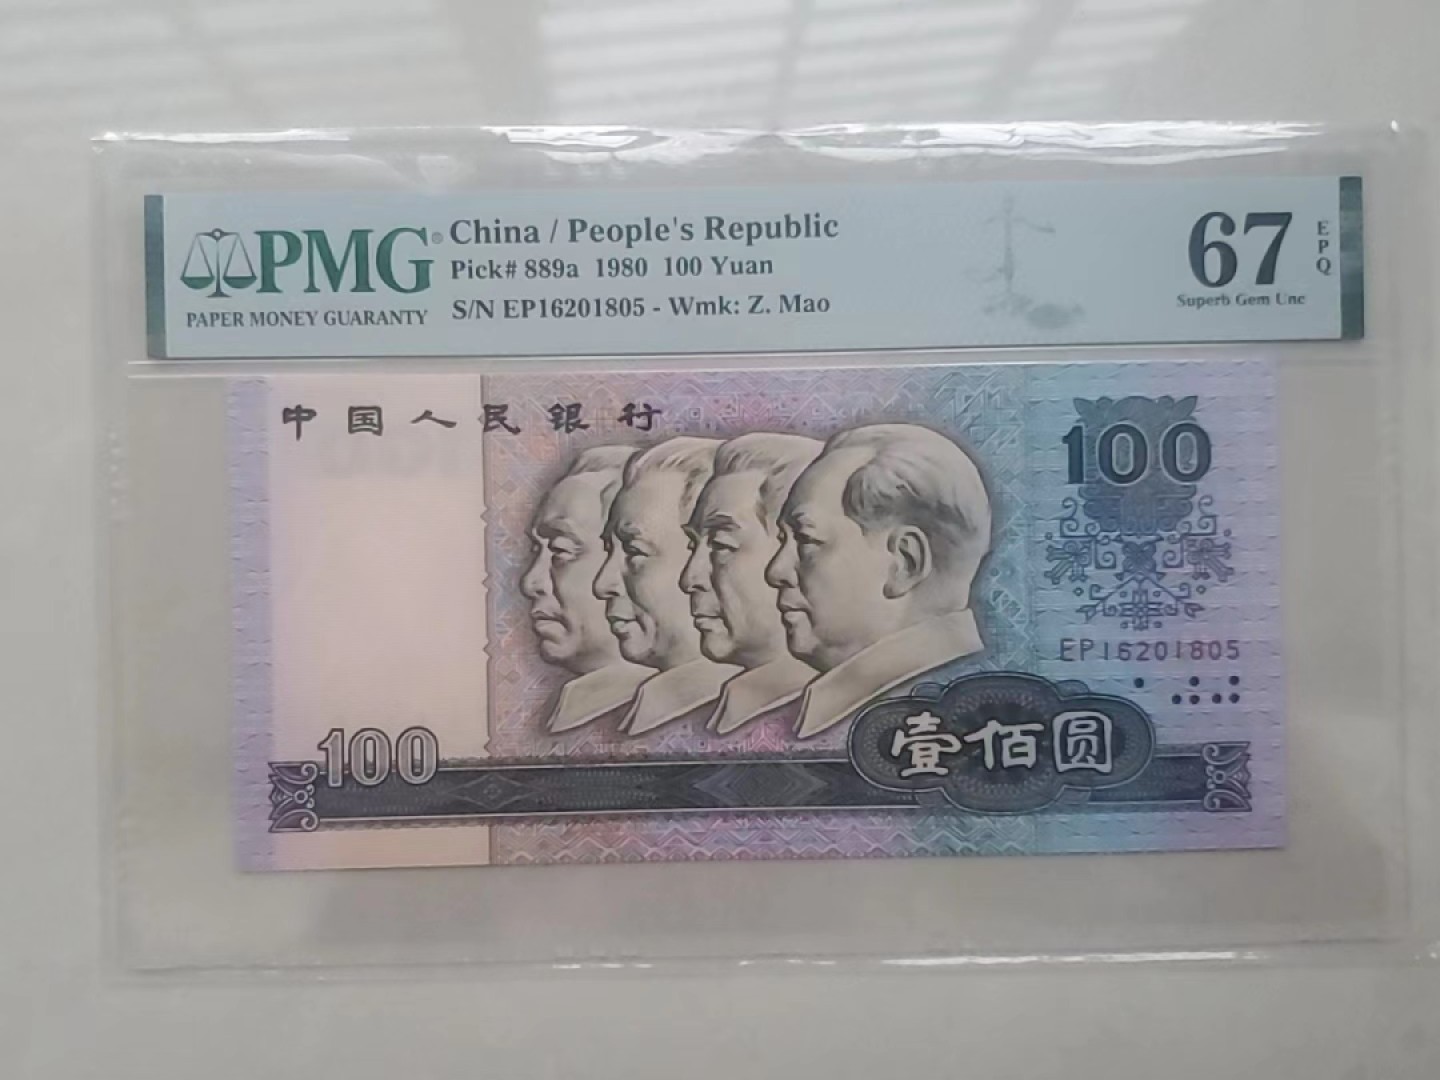 PMG®
PAPER MONEY GUARANTY
China / People's Republic
Pick# 889a 1980 100 Yuan
S/N EP16201805 - Wmk: Z. Mao
67
EPQ
Superb Gem Unc
中国人民银行
100
EP16201805
100
壹佰圆